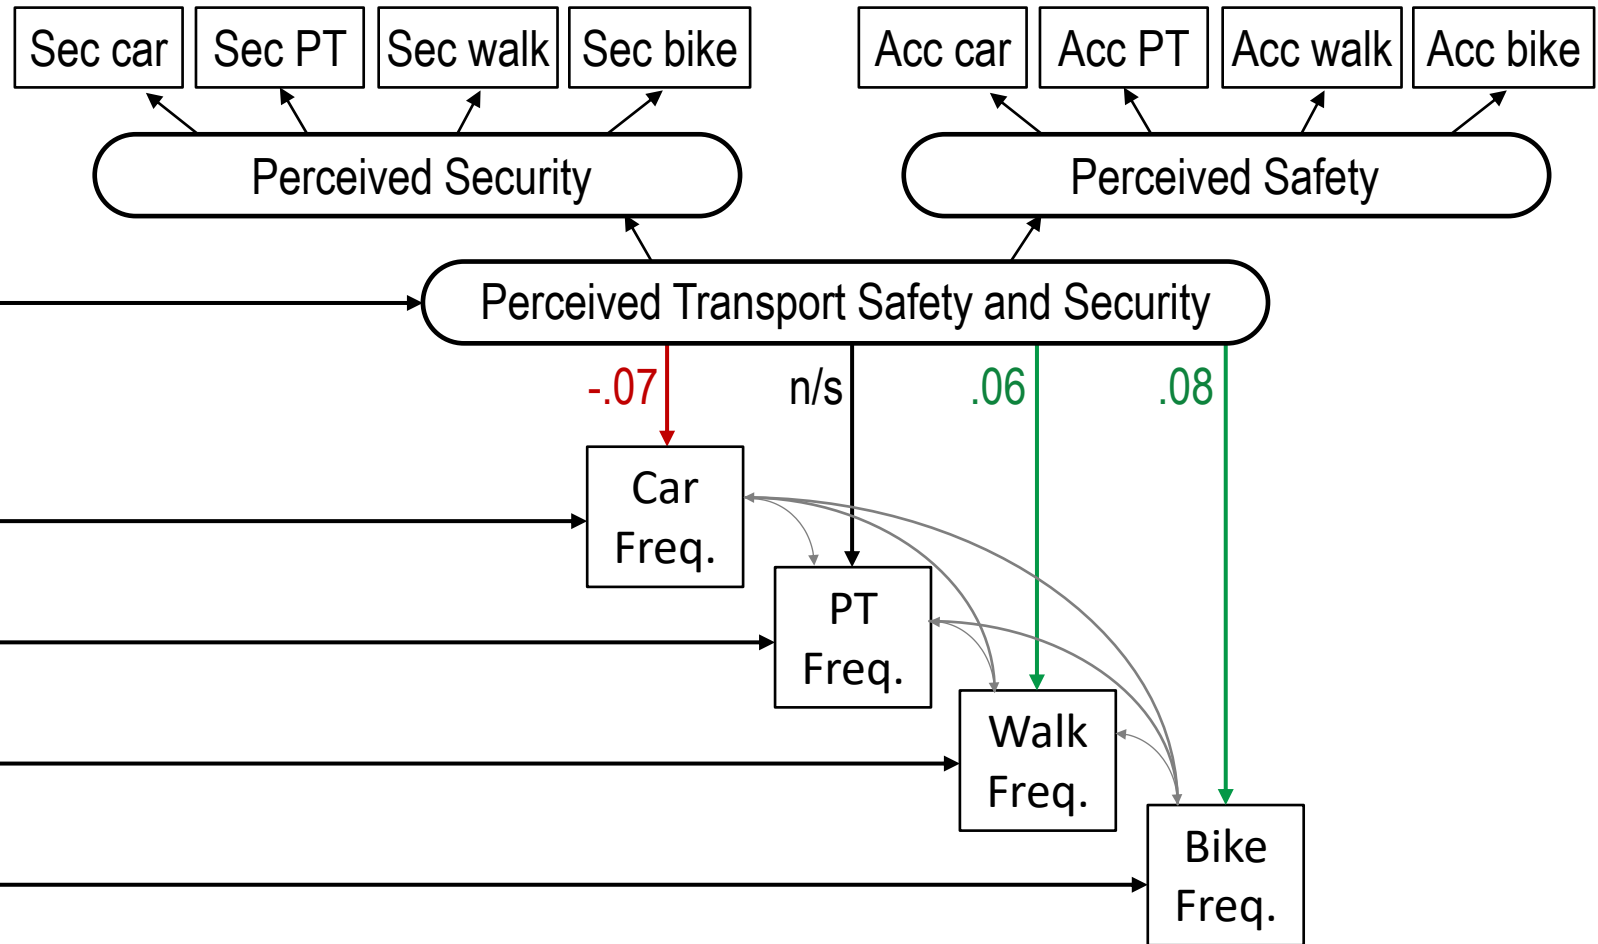 Sec car
Sec PT
Sec walk
Sec bike
Acc car
Acc PT
Acc walk
Acc bike
Perceived Security
Perceived Safety
Perceived Transport Safety and Security
-.07
n/s
.06
.08
Car
Freq.
PT
Freq.
Walk
Freq.
Bike
Freq.